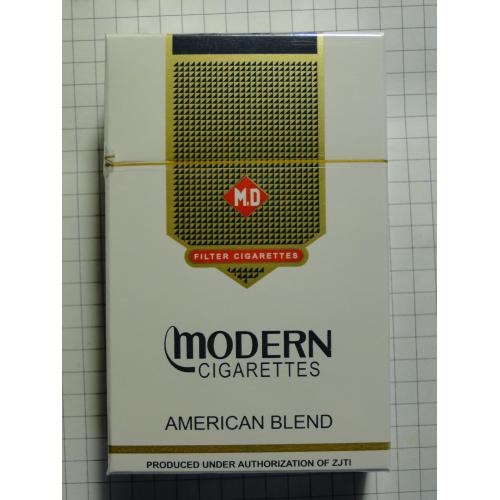 M.D
FILTER CIGARETTES
MODERN
CIGARETTES
AMERICAN BLEND
PRODUCED UNDER AUTHORIZATION OF ZJTI